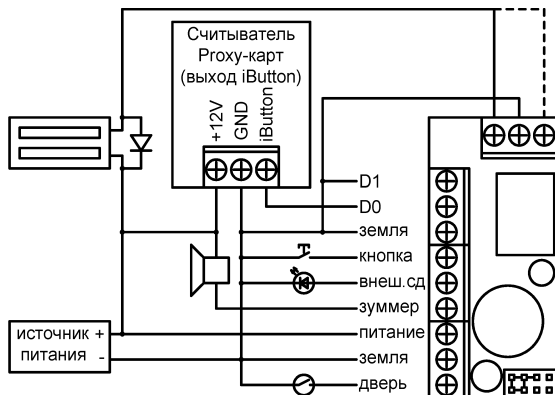 Считыватель
Proxy-карт
(выход iButton)
+12V
GND
iButton
D1
D0
земля
кнопка
внеш.сд
зуммер
источник +
питания -
питание
земля
дверь